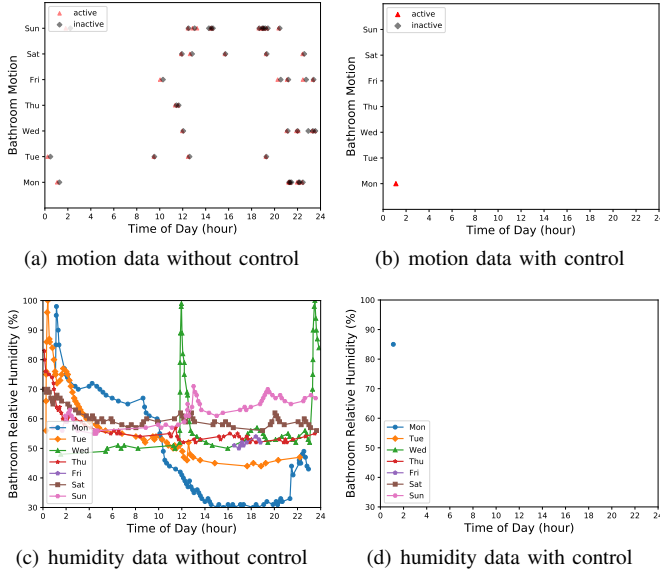 active
inactive
Sun
Sat
Fri
Thu
Wed
Tue
Mon
Bathroom Motion
0 2 4 6 8 10 12 14 16 18 20 22 24
Time of Day (hour)
(a) motion data without control
active
inactive
Sun
Sat
Fri
Thu
Wed
Tue
Mon
Bathroom Motion
0 2 4 6 8 10 12 14 16 18 20 22 24
Time of Day (hour)
(b) motion data with control
100
90
80
70
60
50
40
30
Bathroom Relative Humidity (%)
Mon
Tue
Wed
Thu
Fri
Sat
Sun
0 2 4 6 8 10 12 14 16 18 20 22 24
Time of Day (hour)
(c) humidity data without control
100
90
80
70
60
50
40
30
Bathroom Relative Humidity (%)
Mon
Tue
Wed
Thu
Fri
Sat
Sun
0 2 4 6 8 10 12 14 16 18 20 22 24
Time of Day (hour)
(d) humidity data with control